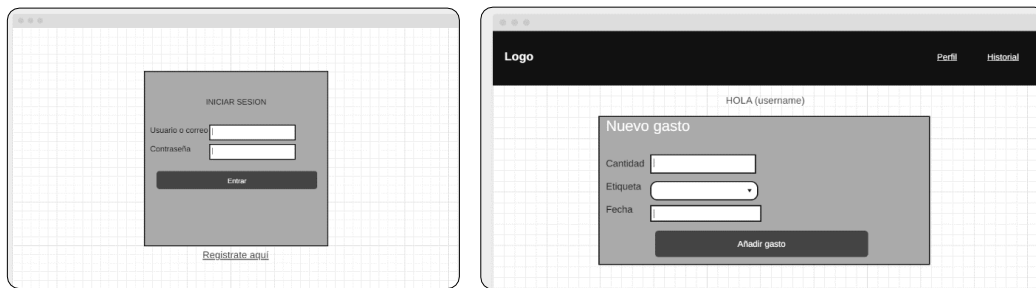 INICIAR SESION
Usuario o correo
Contraseña
Entrar
Registrate aquí
Logo
Perfil Historial
HOLA (username)
Nuevo gasto
Cantidad
Etiqueta
Fecha
Añadir gasto